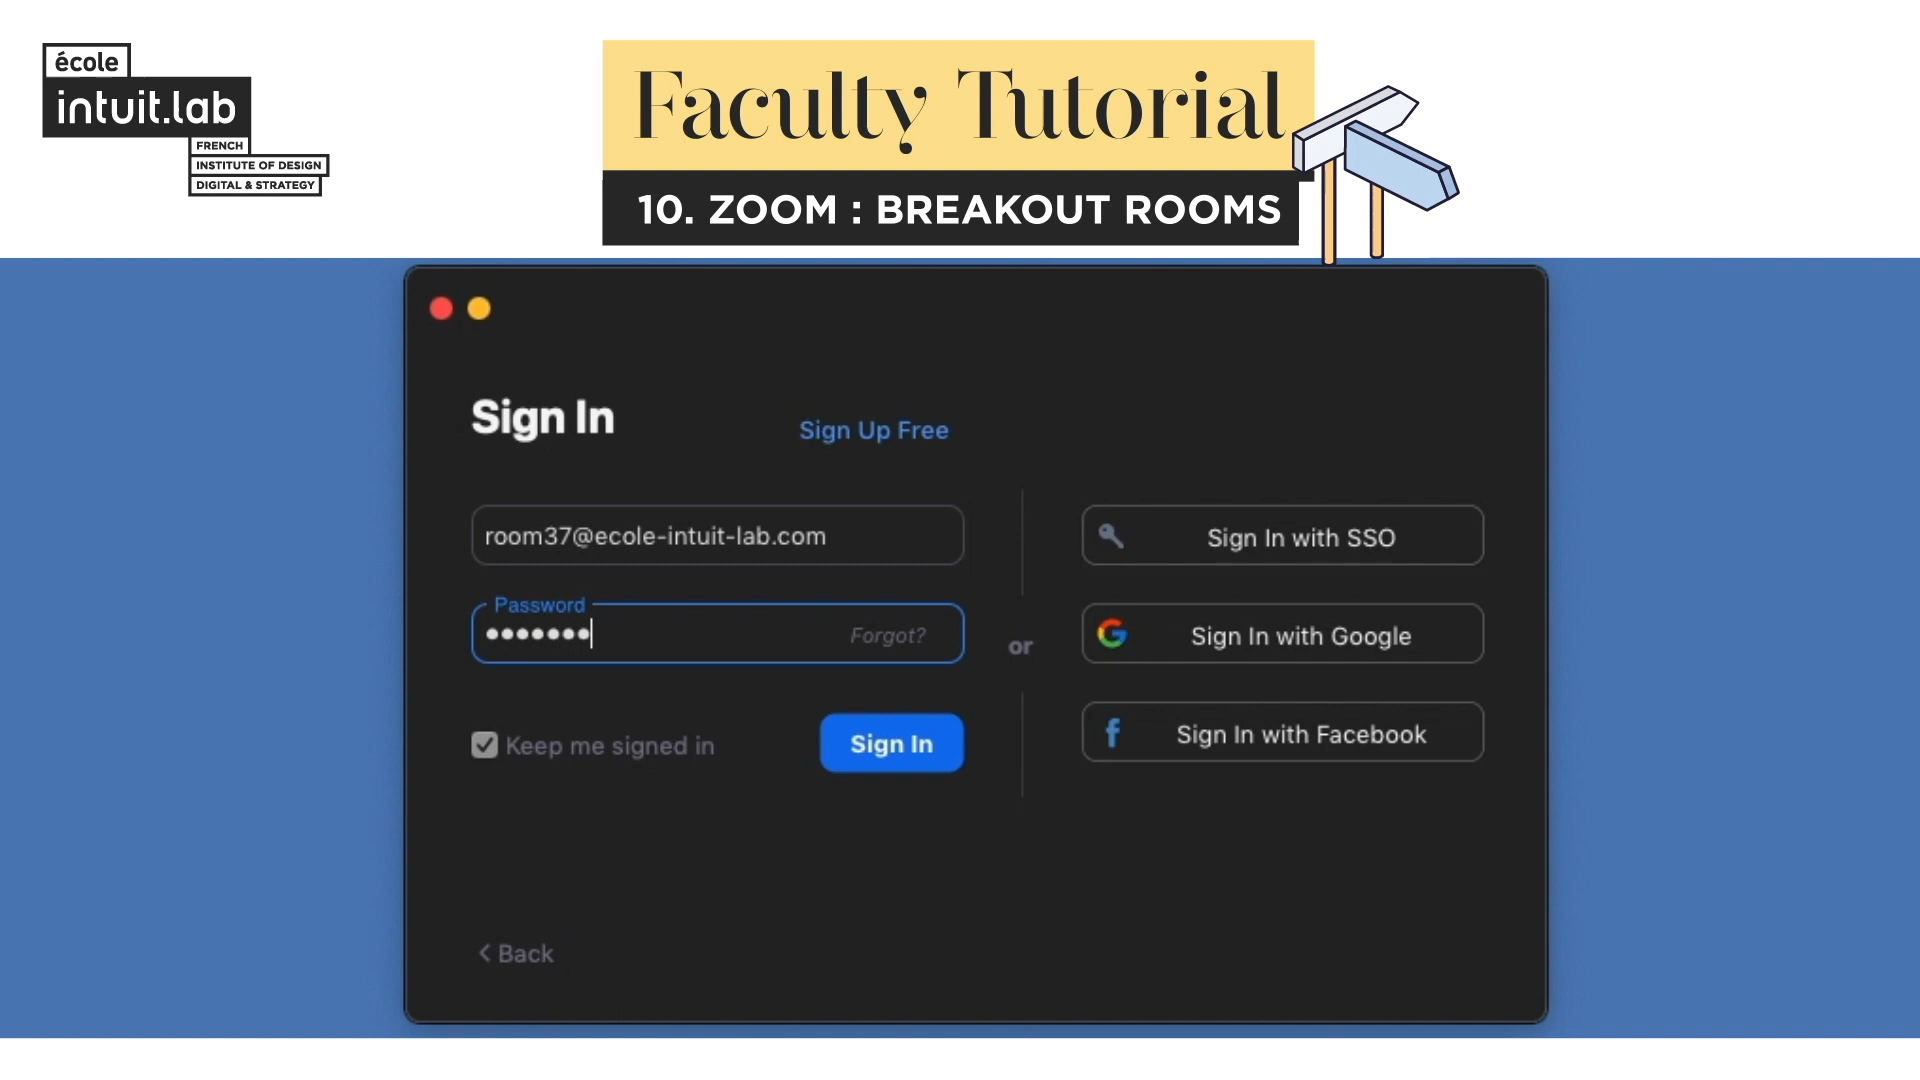 école
intuit.lab
FRENCH
INSTITUTE OF DESIGN
DIGITAL & STRATEGY
Faculty Tutorial
10. ZOOM : BREAKOUT ROOMS
Sign In
Sign Up Free
room37@ecole-intuit-lab.com
Password
Forgot?
Keep me signed in
Sign In
or
Sign In with SSO
Sign In with Google
Sign In with Facebook
Back